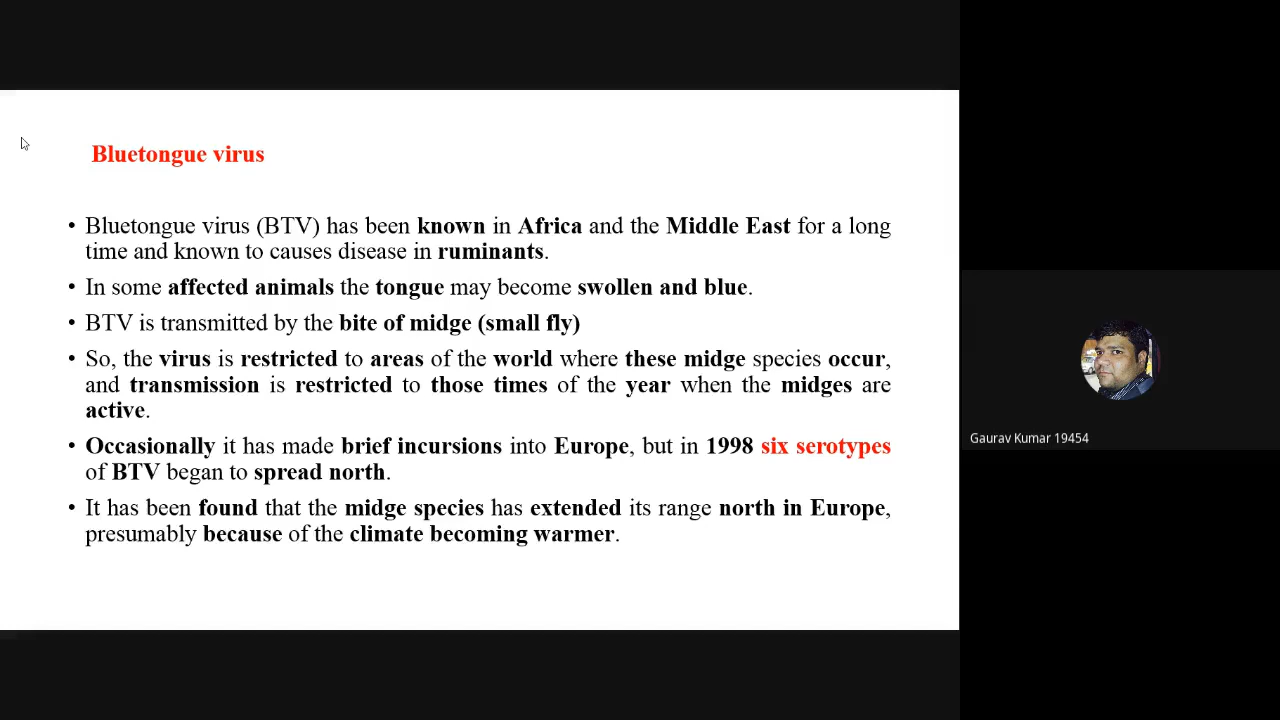 Bluetongue virus
• Bluetongue virus (BTV) has been known in Africa and the Middle East for a long
time and known to causes disease in ruminants.
• In some affected animals the tongue may become swollen and blue.
• BTV is transmitted by the bite of midge (small fly)
• So, the virus is restricted to areas of the world where these midge species occur,
and transmission is restricted to those times of the year when the midges are
active.
• Occasionally it has made brief incursions into Europe, but in 1998 six serotypes
of BTV began to spread north.
• It has been found that the midge species has extended its range north in Europe,
presumably because of the climate becoming warmer.
Gaurav Kumar 19454